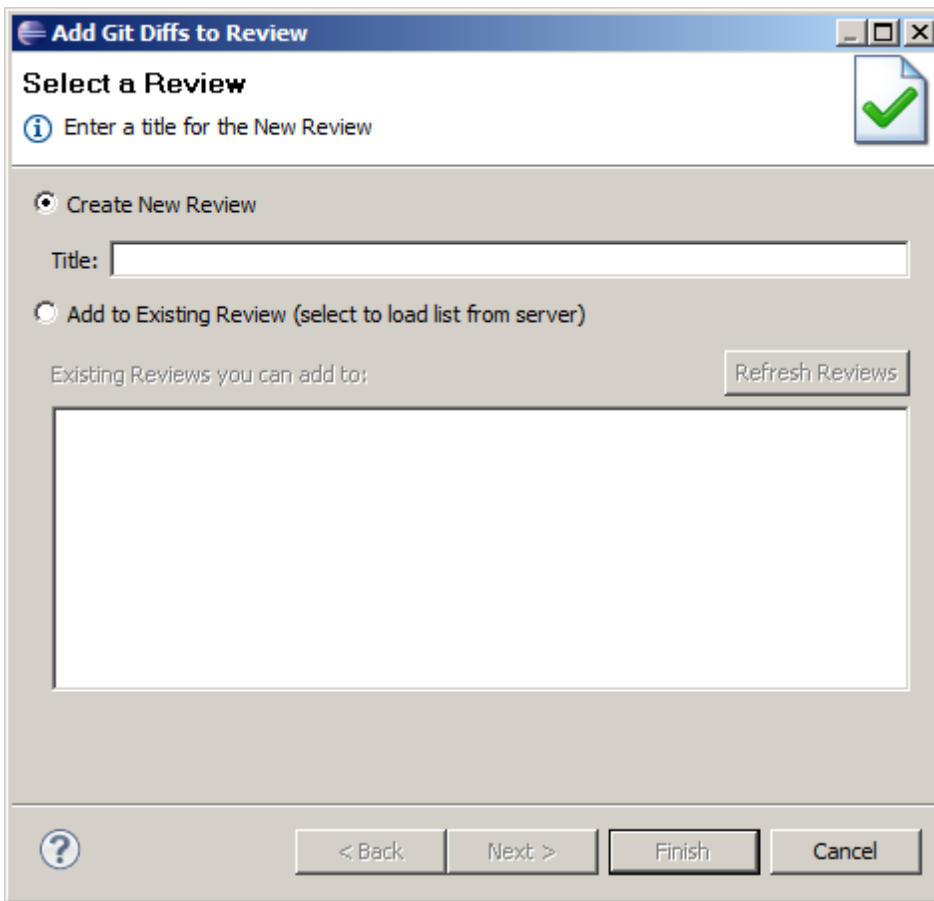 Add Git Diffs to Review
Select a Review
Enter a title for the New Review
Create New Review
Title:
Add to Existing Review (select to load list from server)
Existing Reviews you can add to:
Refresh Reviews
< Back
Next >
Finish
Cancel